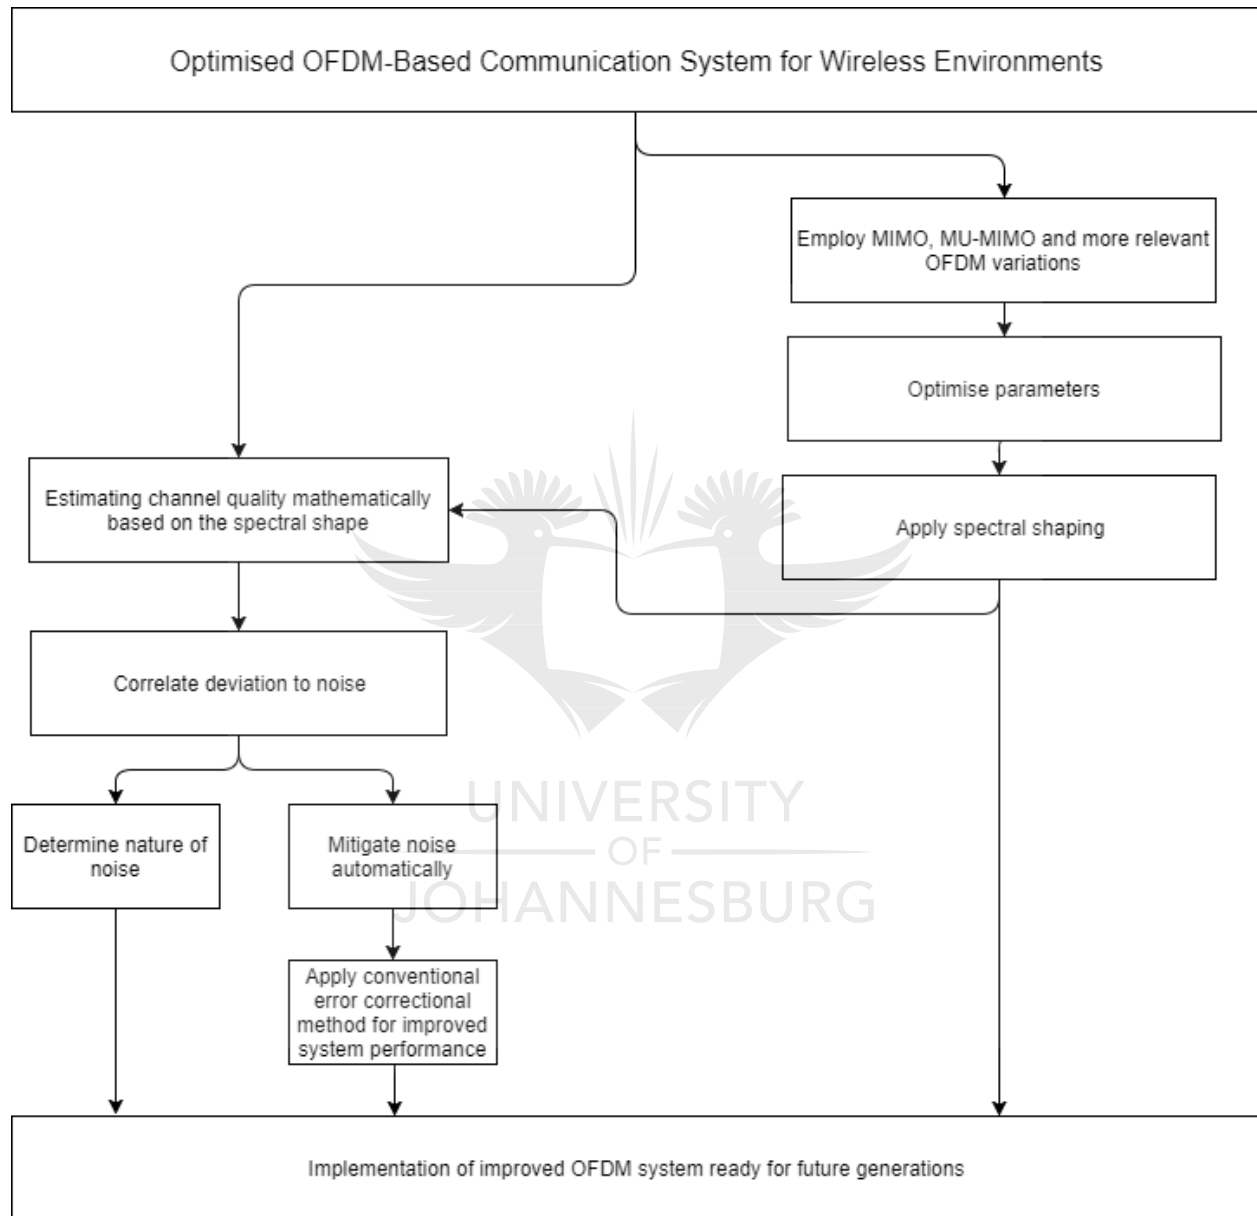 Optimised OFDM-Based Communication System for Wireless Environments
Employ MIMO, MU-MIMO and more relevant
OFDM variations
Optimise parameters
Estimating channel quality mathematically
based on the spectral shape
Apply spectral shaping
Correlate deviation to noise
Determine nature of
noise
Mitigate noise
automatically
UNIVERSITY
OF
JOHANNESBURG
Apply conventional
error correctional
method for improved
system performance
Implementation of improved OFDM system ready for future generations